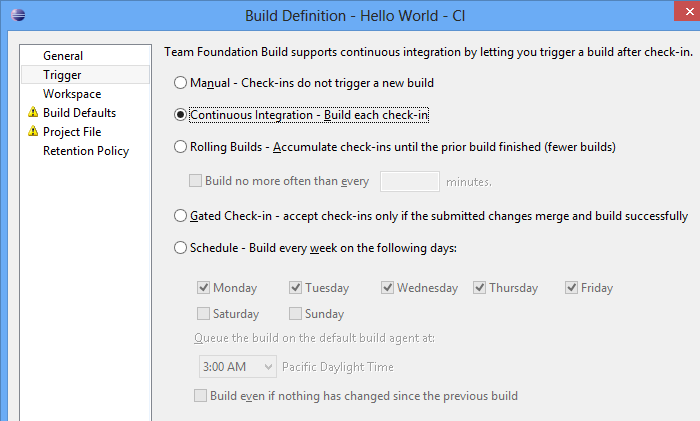 Build Definition - Hello World - CI
General
Trigger
Workspace
Build Defaults
Project File
Retention Policy
Team Foundation Build supports continuous integration by letting you trigger a build after check-in.
Manual - Check-ins do not trigger a new build
Continuous Integration - Build each check-in
Rolling Builds - Accumulate check-ins until the prior build finished (fewer builds)
Build no more often than every minutes.
Gated Check-in - accept check-ins only if the submitted changes merge and build successfully
Schedule - Build every week on the following days:
Monday Tuesday Wednesday Thursday Friday
Saturday Sunday
Queue the build on the default build agent at:
3:00 AM Pacific Daylight Time
Build even if nothing has changed since the previous build